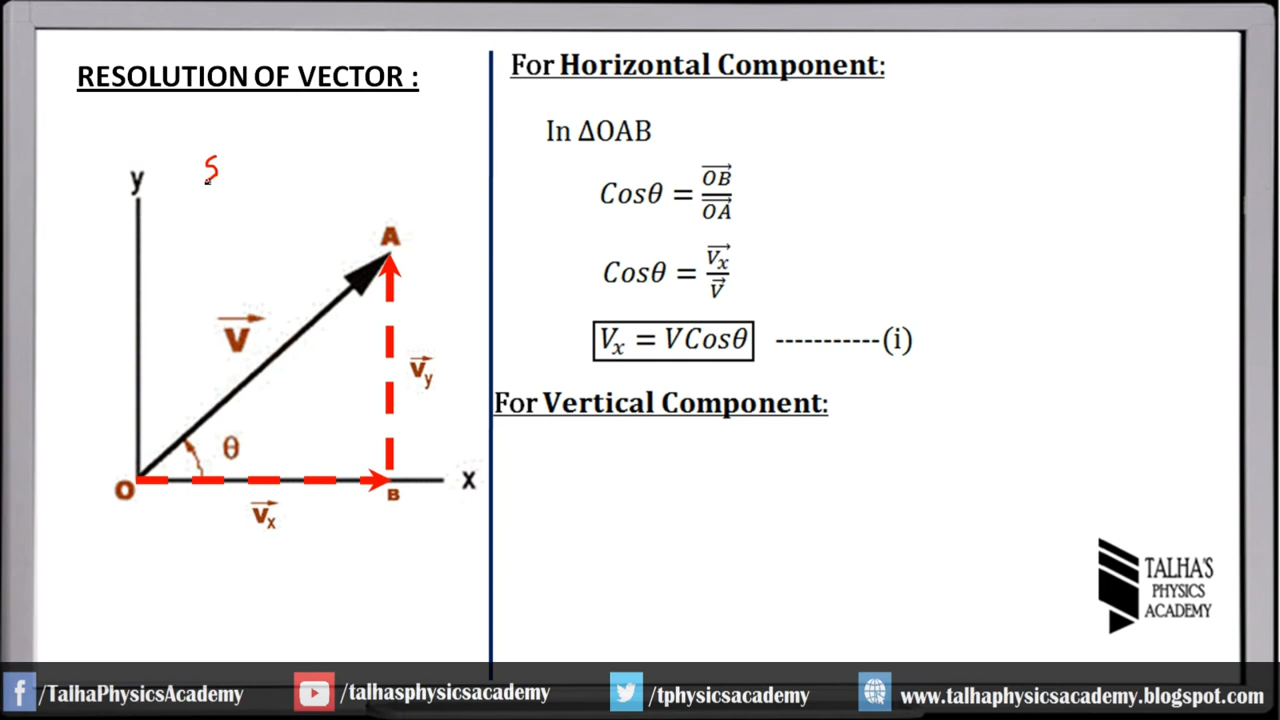 RESOLUTION OF VECTOR :
S
y
A
V
Vy
θ
O
Vx
B
x
For Horizontal Component:
In ΔOAB
Cosθ = OB/OA
Cosθ = Vx/V
Vx = VCosθ -----------(i)
For Vertical Component:
TALHA'S
PHYSICS
ACADEMY
/TalhaPhysicsAcademy
/talhasphysicsacademy
/tphysicsacademy
www.talhaphysicsacademy.blogspot.com